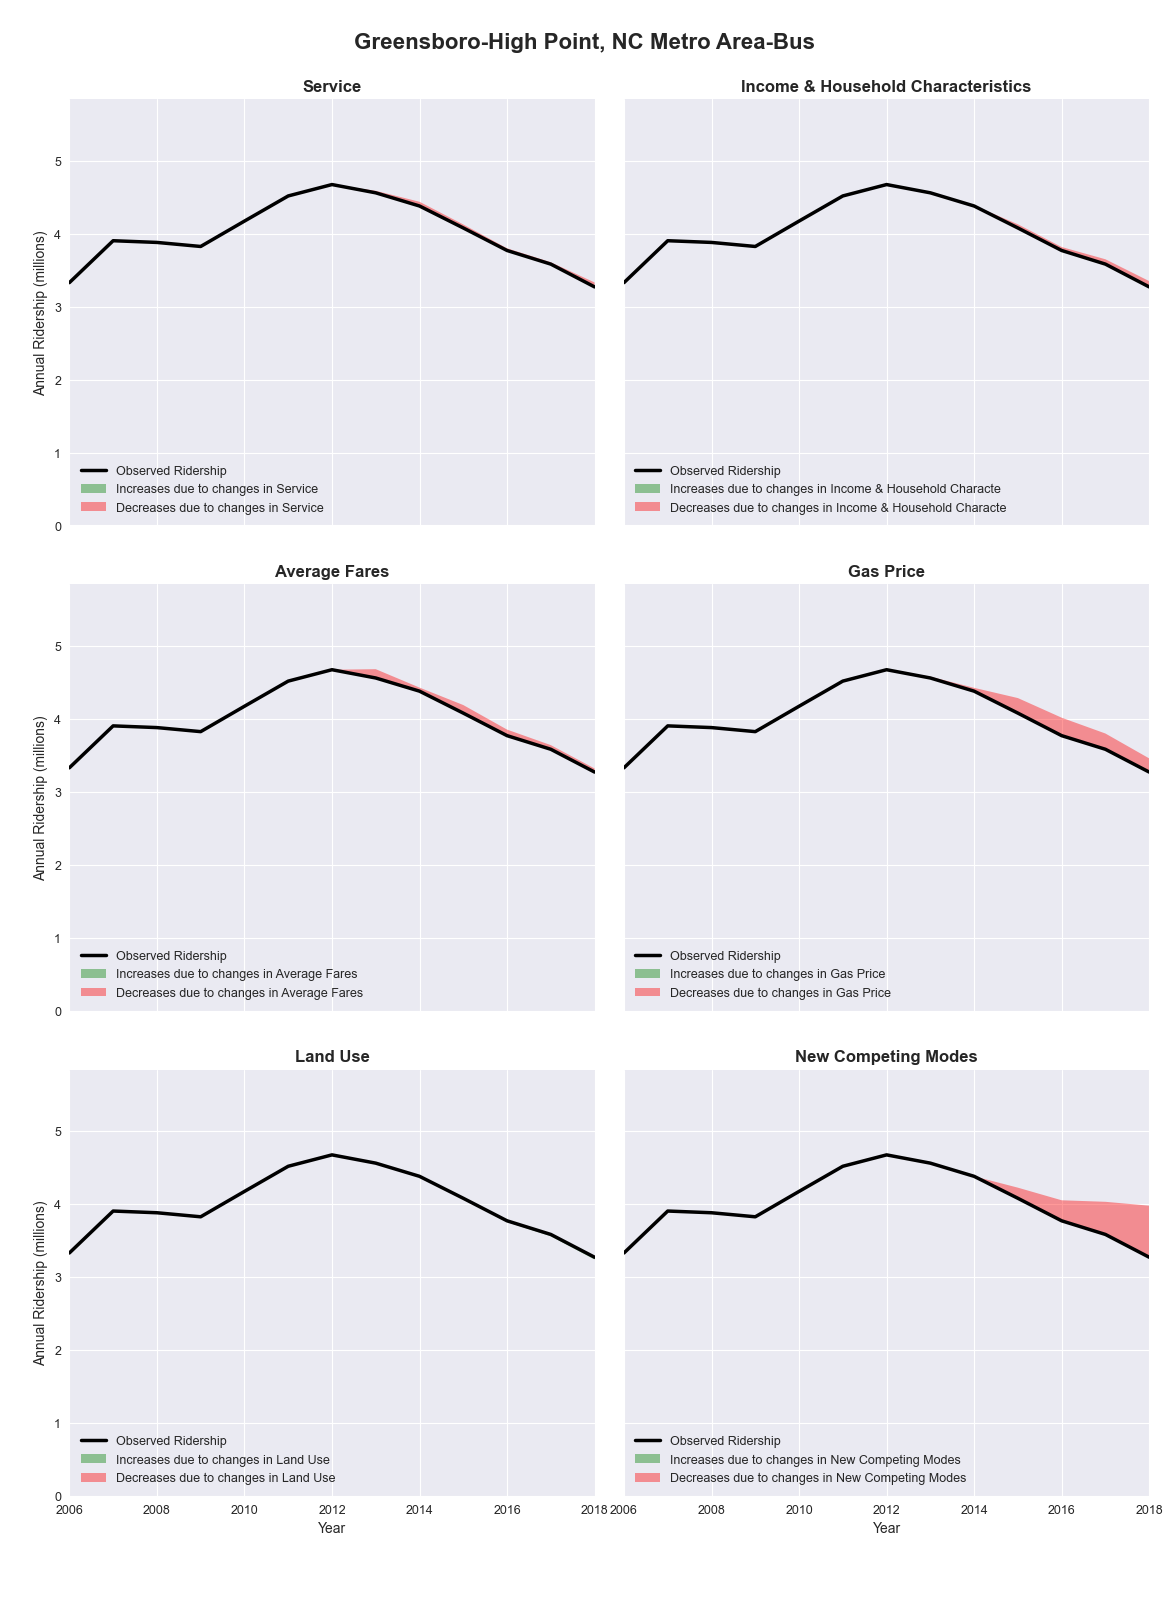 Greensboro-High Point, NC Metro Area-Bus
Service
Income & Household Characteristics
5
4
3
2
1
0
Annual Ridership (millions)
Observed Ridership
Increases due to changes in Service
Decreases due to changes in Service
Observed Ridership
Increases due to changes in Income & Household Characte
Decreases due to changes in Income & Household Characte
Average Fares
Gas Price
5
4
3
2
1
0
Annual Ridership (millions)
Observed Ridership
Increases due to changes in Average Fares
Decreases due to changes in Average Fares
Observed Ridership
Increases due to changes in Gas Price
Decreases due to changes in Gas Price
Land Use
New Competing Modes
5
4
3
2
1
0
Annual Ridership (millions)
Observed Ridership
Increases due to changes in Land Use
Decreases due to changes in Land Use
Observed Ridership
Increases due to changes in New Competing Modes
Decreases due to changes in New Competing Modes
2006 2008 2010 2012 2014 2016 2018
2006 2008 2010 2012 2014 2016 2018
Year
Year